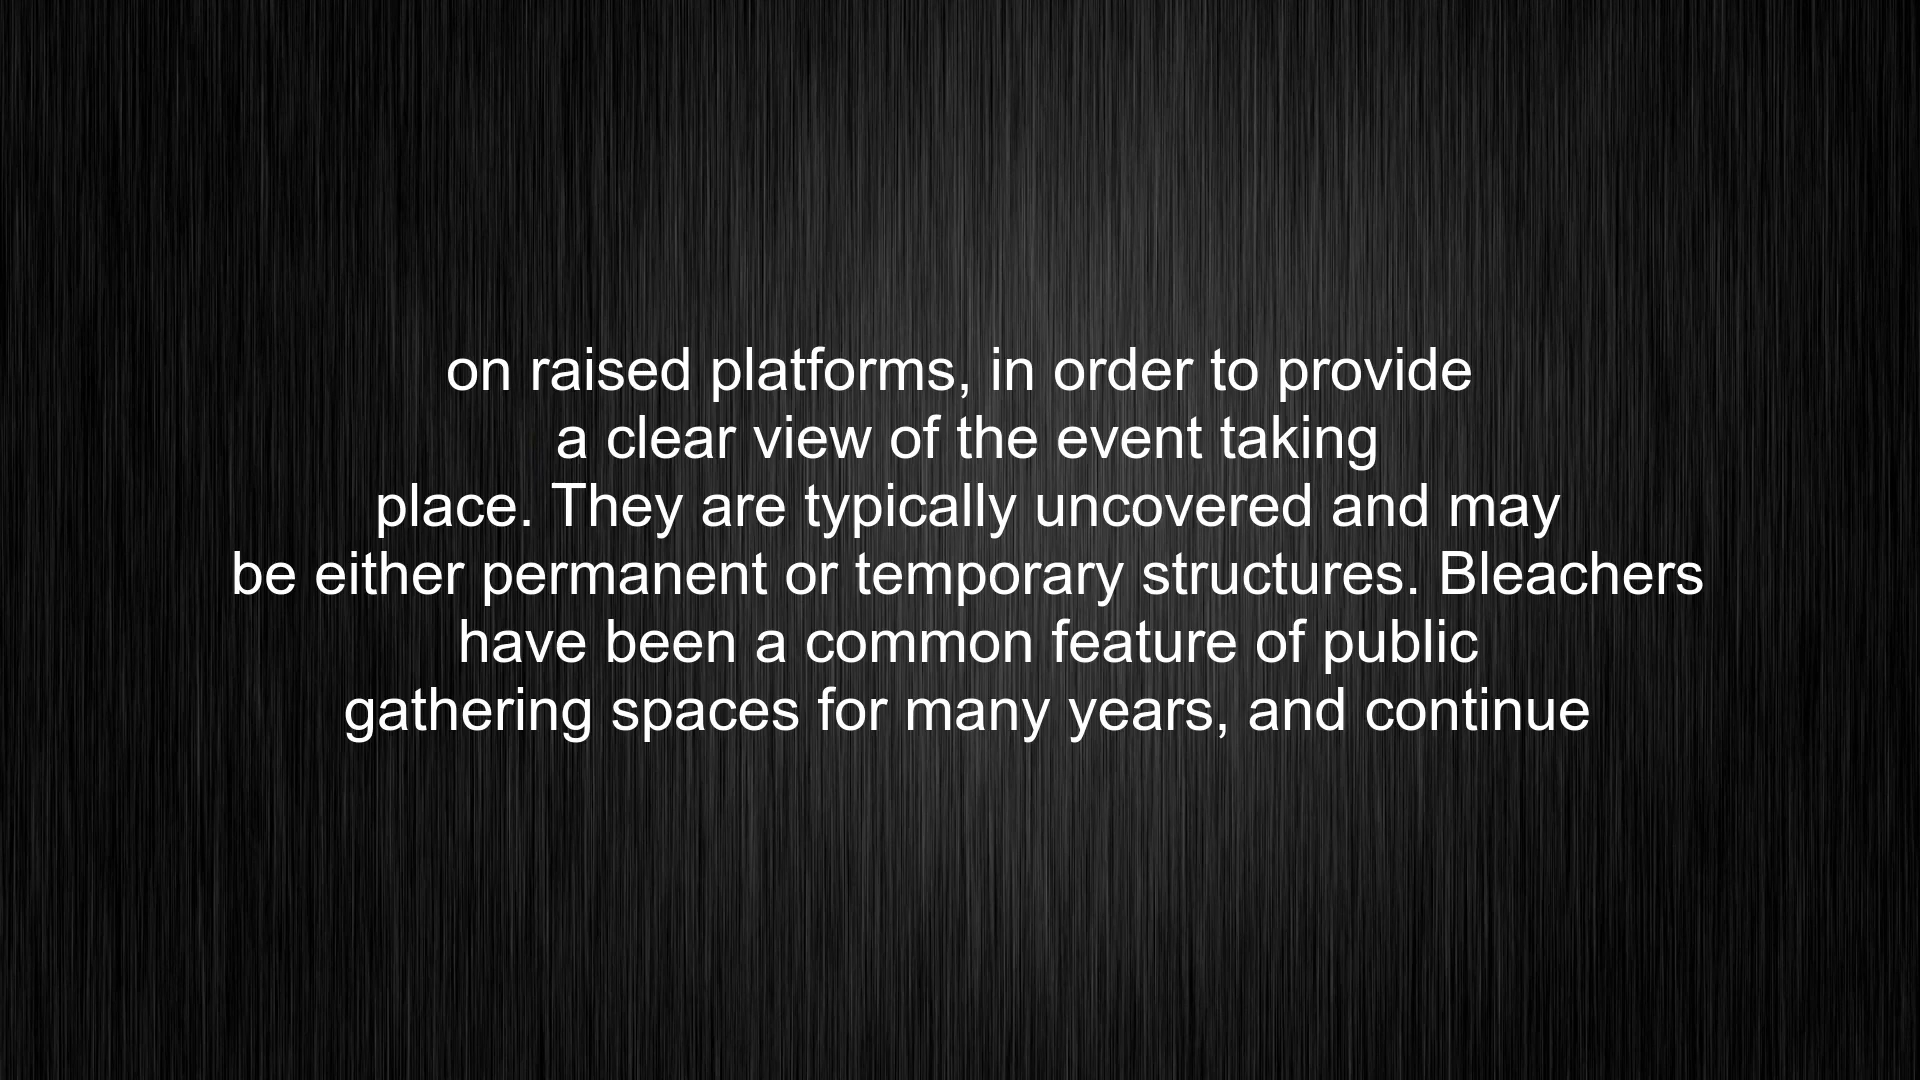 on raised platforms, in order to provide
a clear view of the event taking
place. They are typically uncovered and may
be either permanent or temporary structures. Bleachers
have been a common feature of public
gathering spaces for many years, and continue